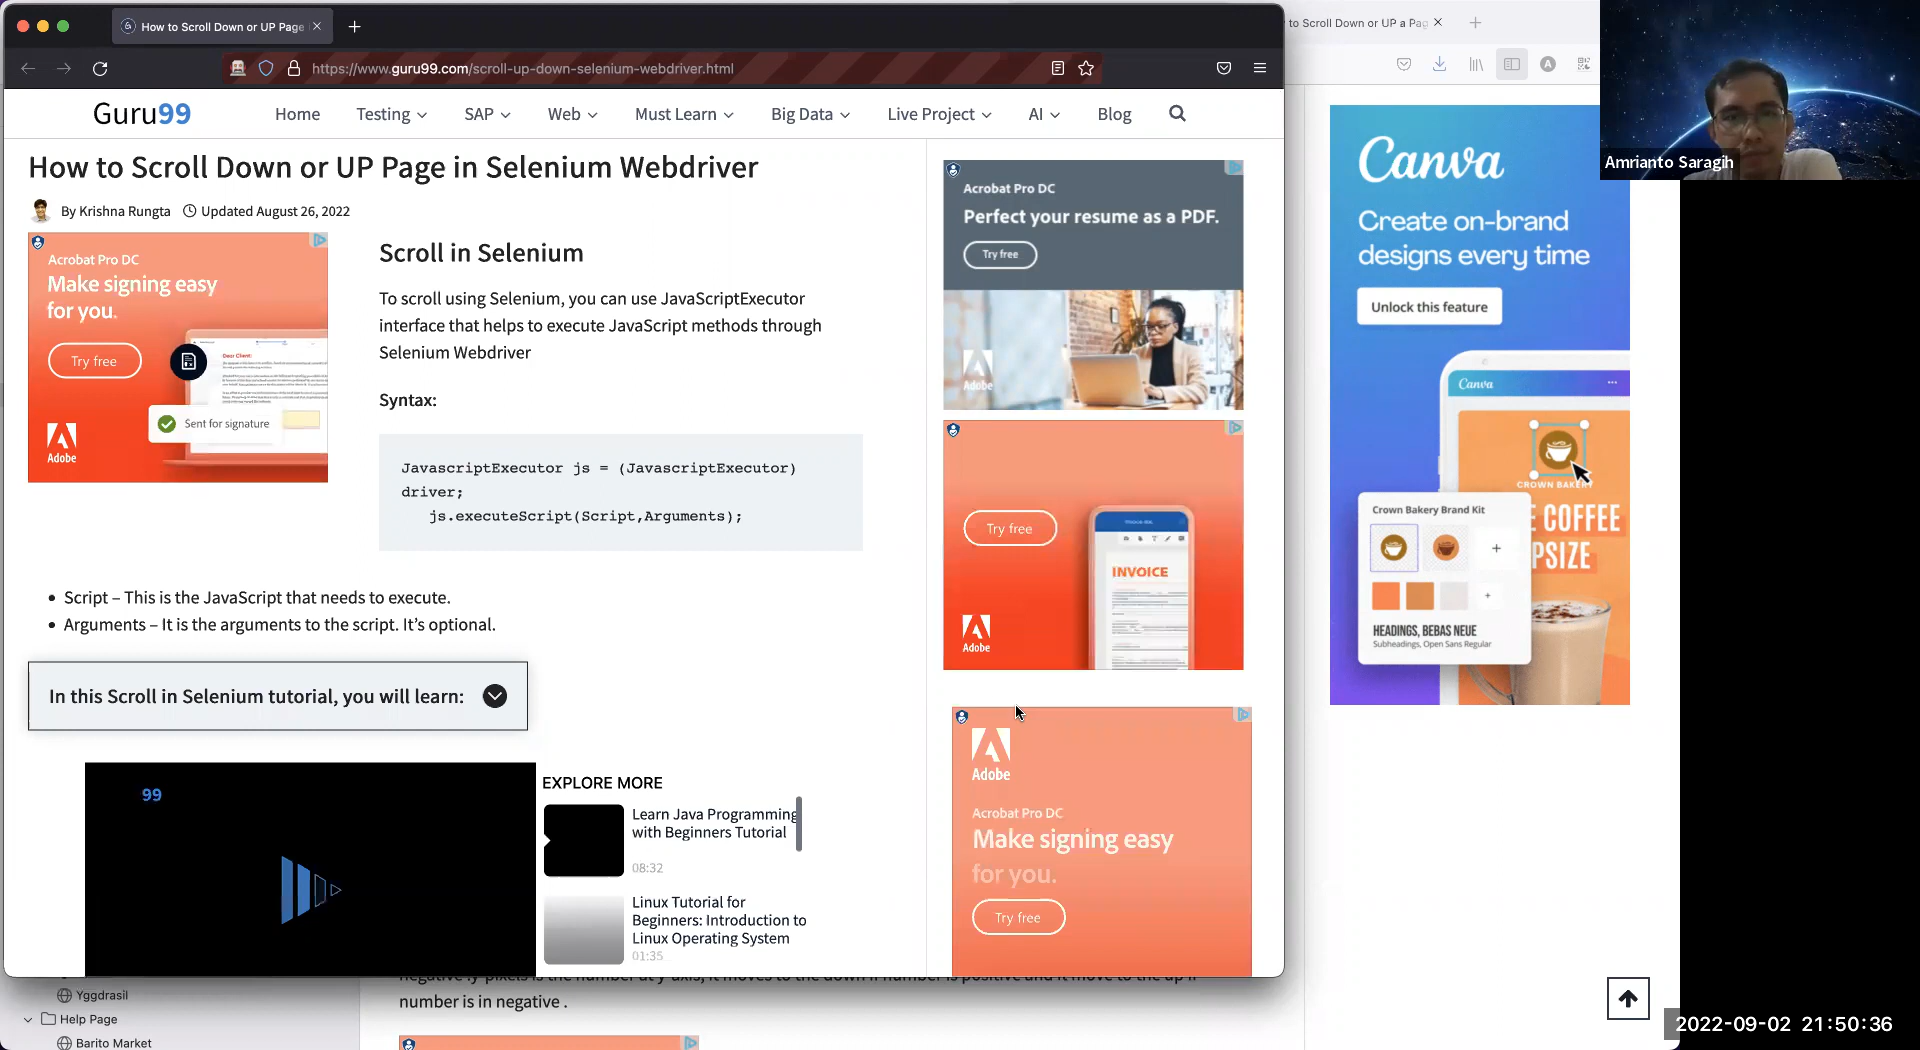 How to Scroll Down or UP Page
https://www.guru99.com/scroll-up-down-selenium-webdriver.html
Guru99
Home
Testing
SAP
Web
Must Learn
Big Data
Live Project
AI
Blog
How to Scroll Down or UP Page in Selenium Webdriver
By Krishna Rungta
Updated August 26, 2022
Acrobat Pro DC
Make signing easy
for you.
Try free
Sent for signature
Adobe
Scroll in Selenium
To scroll using Selenium, you can use JavaScriptExecutor
interface that helps to execute JavaScript methods through
Selenium Webdriver
Syntax:
JavascriptExecutor js = (JavascriptExecutor)
driver;
js.executeScript(Script,Arguments);
Script – This is the JavaScript that needs to execute.
Arguments – It is the arguments to the script. It’s optional.
In this Scroll in Selenium tutorial, you will learn:
99
EXPLORE MORE
Learn Java Programming
with Beginners Tutorial
08:32
Linux Tutorial for
Beginners: Introduction to
Linux Operating System
01:35
Acrobat Pro DC
Perfect your resume as a PDF.
Try free
Adobe
Try free
INVOICE
Adobe
Adobe
Acrobat Pro DC
Make signing easy
for you.
Try free
to Scroll Down or UP a Pag
Canva
Create on-brand
designs every time
Unlock this feature
Canva
CROWN BAKERY
COFFEE
PSIZE
Crown Bakery Brand Kit
HEADINGS, BEBAS NEUE
Subheadings, Open Sans Regular
Amrianto Saragih
number is in negative .
Yggdrasil
Help Page
Barito Market
2022-09-02 21:50:36